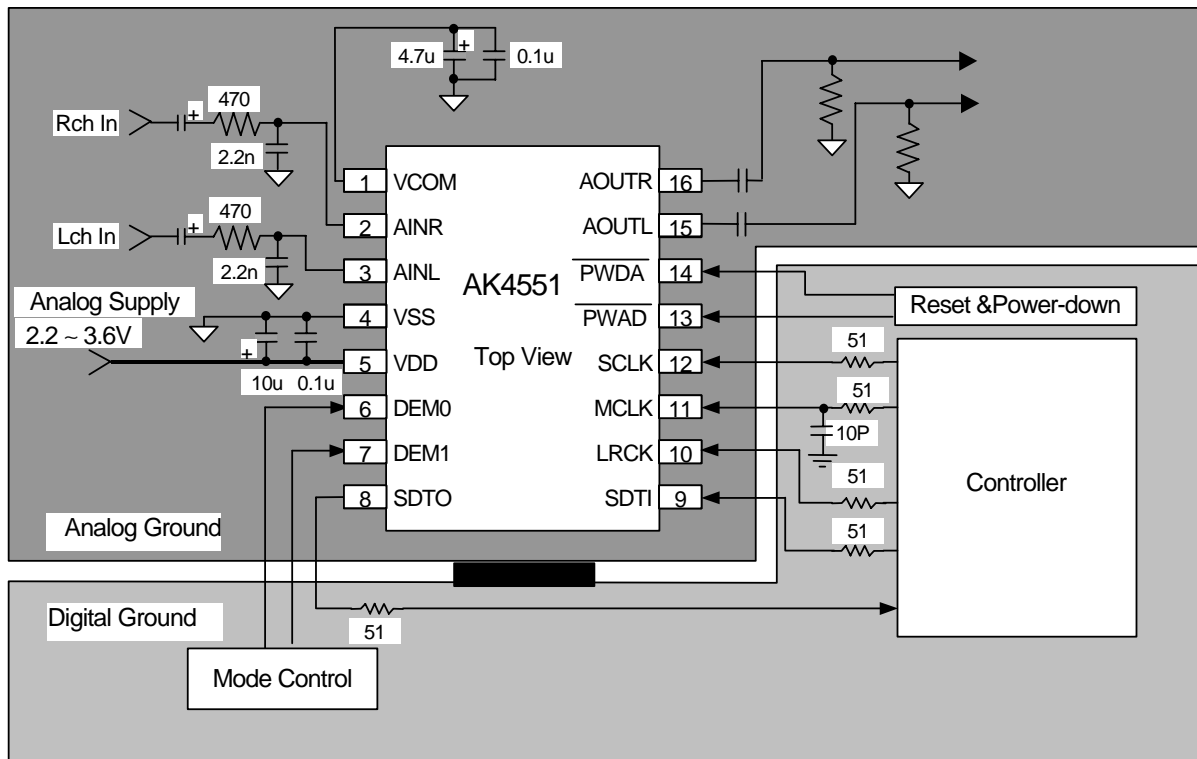 4.7u
+
0.1u
470
Rch In
+
2.2n
1 VCOM
AOUTR 16
470
2 AINR
AOUTL 15
Lch In
+
2.2n
3 AINL
AK4551
PWDA 14
Analog Supply
2.2 ~ 3.6V
4 VSS
PWAD 13
Reset &Power-down
+
10u 0.1u
5 VDD
Top View
SCLK 12
51
6 DEM0
MCLK 11
51
10P
7 DEM1
LRCK 10
51
Controller
8 SDTO
SDTI 9
51
Analog Ground
Digital Ground
51
Mode Control